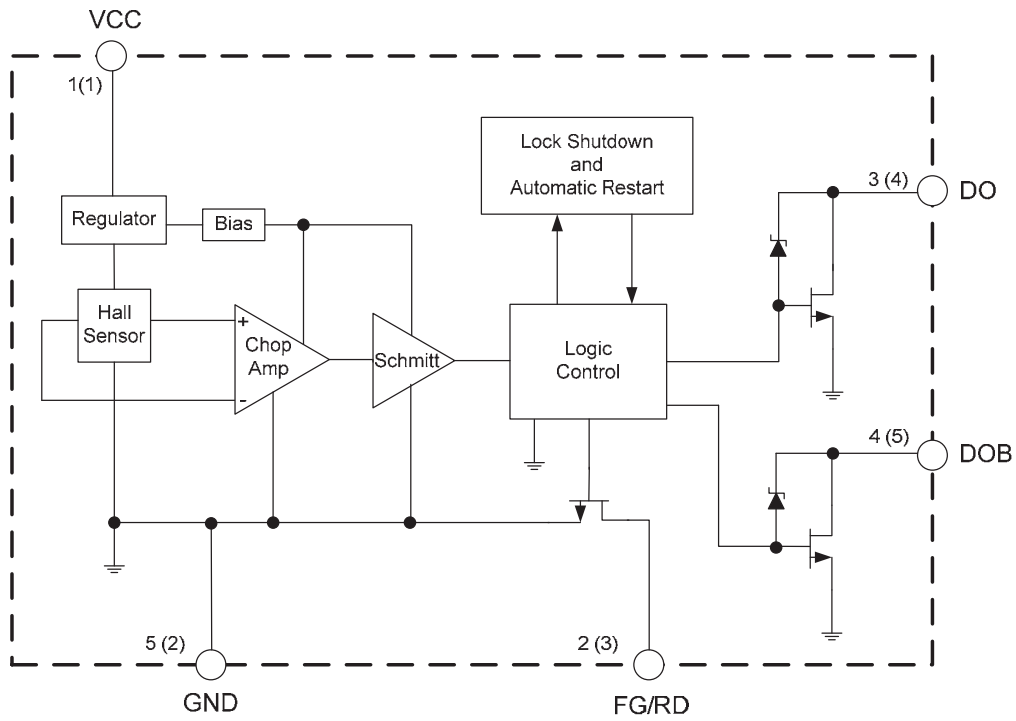 VCC
1(1)
Lock Shutdown
and
Automatic Restart
3 (4)
DO
Regulator
Bias
Hall
Sensor
+
Chop
Amp
-
Schmitt
Logic
Control
4 (5)
DOB
5 (2)
2 (3)
GND
FG/RD